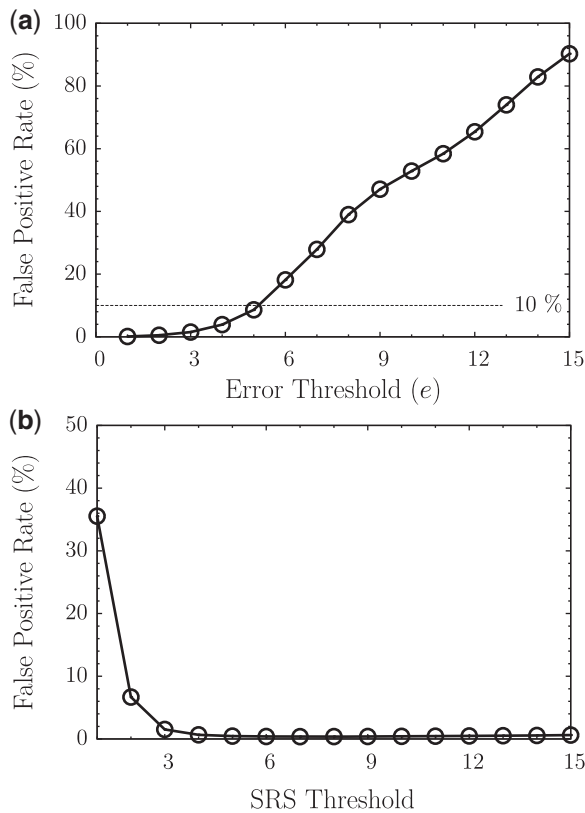 (a)
100
80
60
40
20
0
False Positive Rate (%)
10 %
0 3 6 9 12 15
Error Threshold (e)
(b)
50
40
30
20
10
0
False Positive Rate (%)
3 6 9 12 15
SRS Threshold